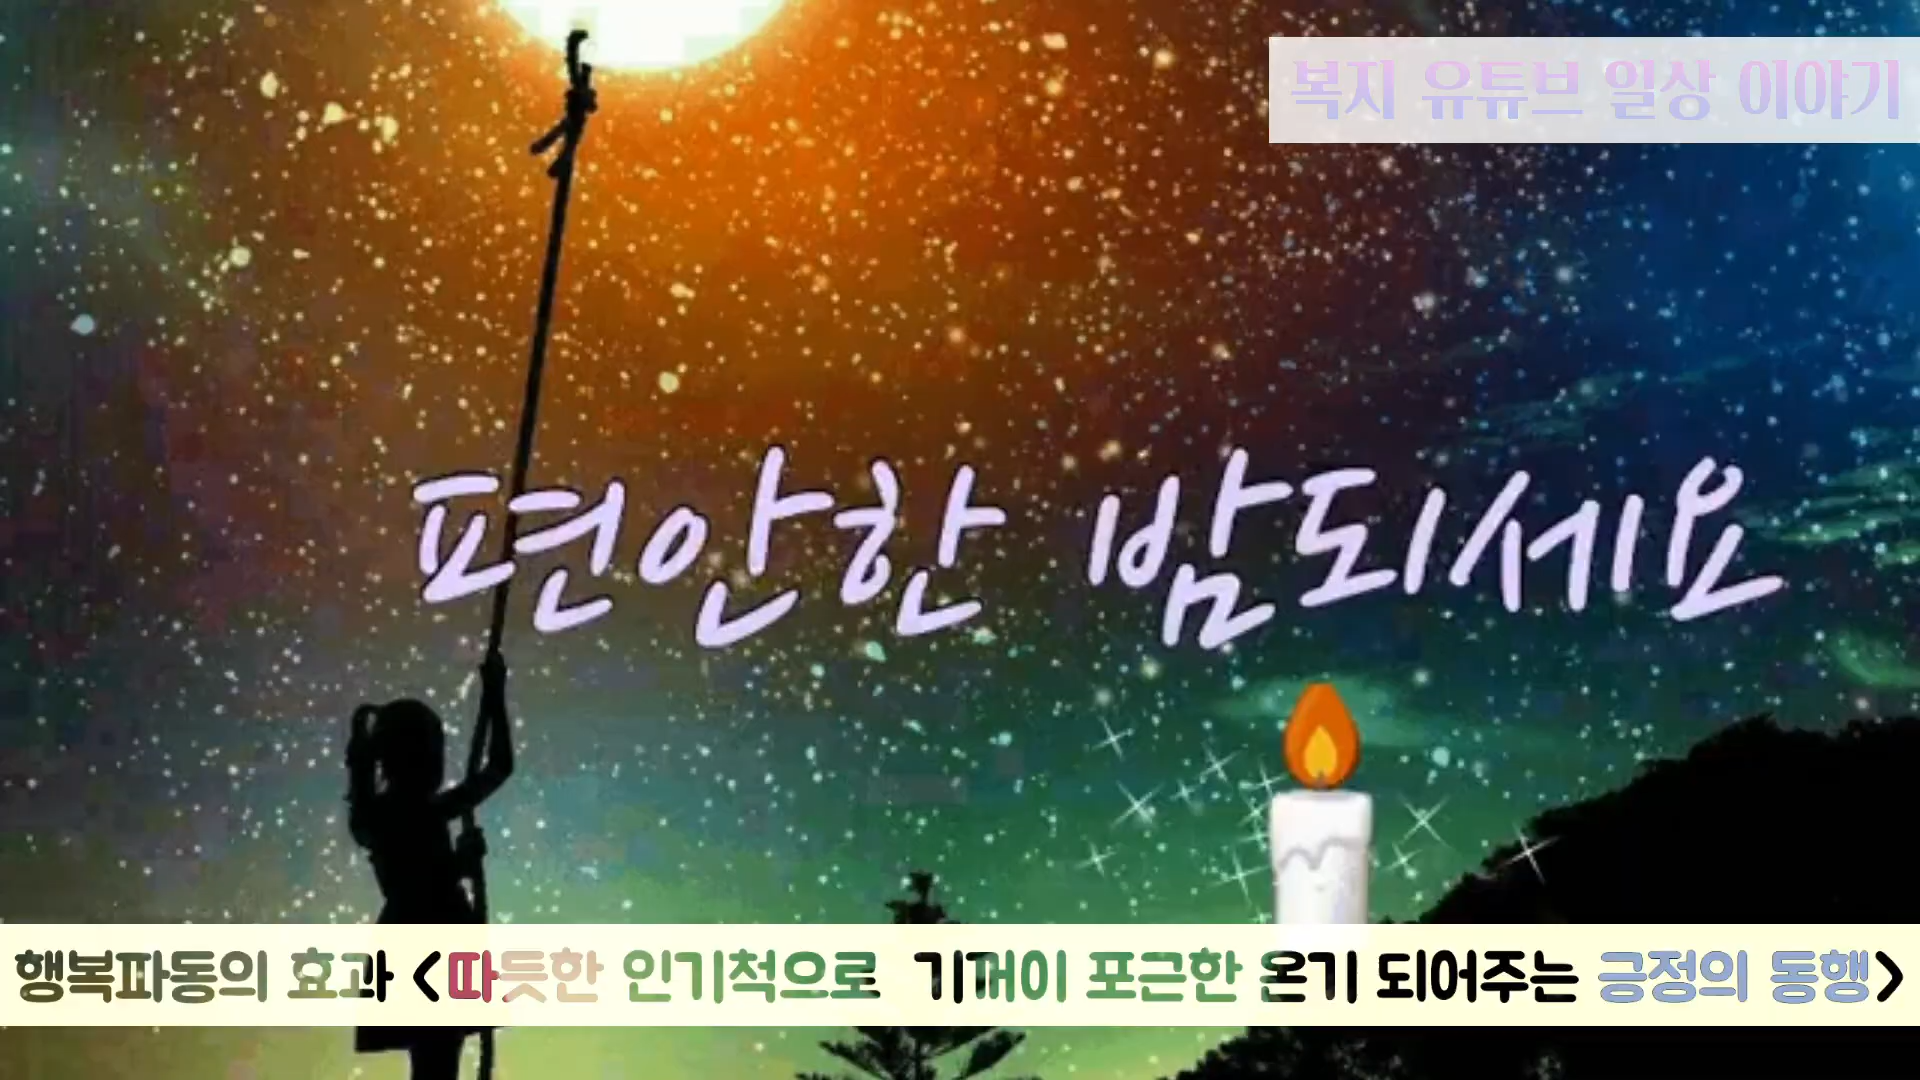 복지 유튜브 일상 이야기
편안한 밤되세요
행복파동의 효과 <따듯한 인기척으로 기꺼이 포근한 온기 되어주는 긍정의 동행>